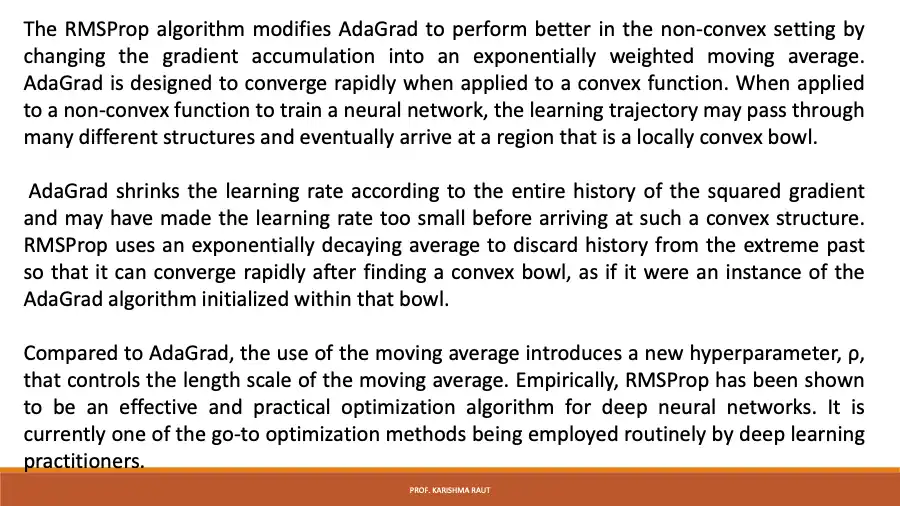 The RMSProp algorithm modifies AdaGrad to perform better in the non-convex setting by
changing the gradient accumulation into an exponentially weighted moving average.
AdaGrad is designed to converge rapidly when applied to a convex function. When applied
to a non-convex function to train a neural network, the learning trajectory may pass through
many different structures and eventually arrive at a region that is a locally convex bowl.
AdaGrad shrinks the learning rate according to the entire history of the squared gradient
and may have made the learning rate too small before arriving at such a convex structure.
RMSProp uses an exponentially decaying average to discard history from the extreme past
so that it can converge rapidly after finding a convex bowl, as if it were an instance of the
AdaGrad algorithm initialized within that bowl.
Compared to AdaGrad, the use of the moving average introduces a new hyperparameter, ρ,
that controls the length scale of the moving average. Empirically, RMSProp has been shown
to be an effective and practical optimization algorithm for deep neural networks. It is
currently one of the go-to optimization methods being employed routinely by deep learning
practitioners.
PROF. KARISHMA RAUT